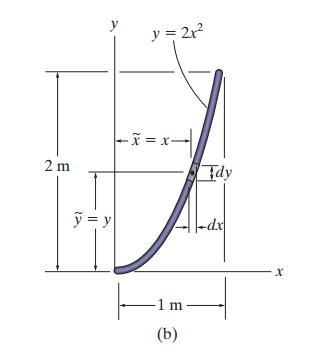 y
y = 2x²
x̃ = x
2 m
dy
ỹ = y
dx
x
1 m
(b)